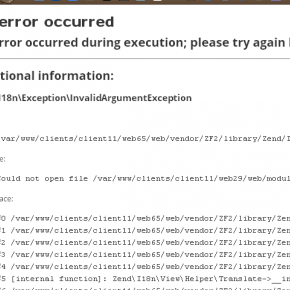 error occurred
rror occurred during execution; please try again
tional information:
I18n\Exception\InvalidArgumentException
var/www/clients/client11/web65/web/vendor/ZF2/library/Zend/I
e:
ould not open file /var/www/clients/client11/web29/web/modul
ace:
0 /var/www/clients/client11/web65/web/vendor/ZF2/library/Zen
1 /var/www/clients/client11/web65/web/vendor/ZF2/library/Zen
2 /var/www/clients/client11/web65/web/vendor/ZF2/library/Zen
3 /var/www/clients/client11/web65/web/vendor/ZF2/library/Zen
4 /var/www/clients/client11/web65/web/vendor/ZF2/library/Zen
5 [internal function]: Zend\I18n\View\Helper\Translate->__in